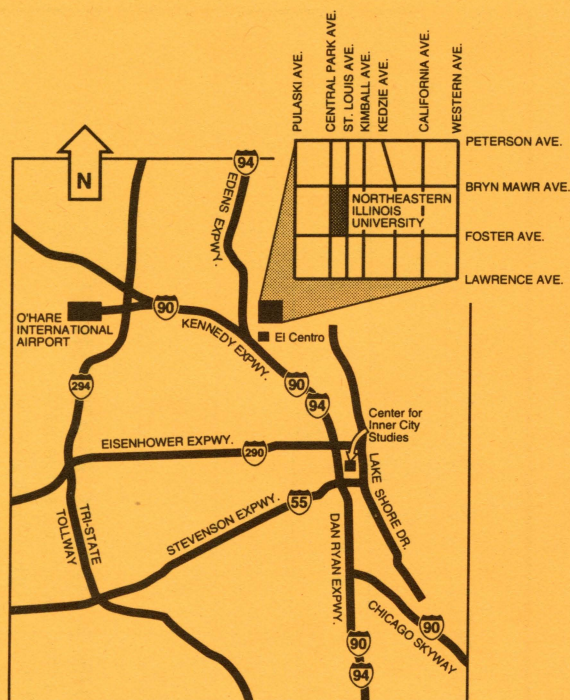 PULASKI AVE.
CENTRAL PARK AVE.
ST. LOUIS AVE.
KIMBALL AVE.
KEDZIE AVE.
CALIFORNIA AVE.
WESTERN AVE.
PETERSON AVE.
BRYN MAWR AVE.
NORTHEASTERN
ILLINOIS
UNIVERSITY
FOSTER AVE.
LAWRENCE AVE.
N
94
EDENS EXPWY.
O'HARE
INTERNATIONAL
AIRPORT
90
KENNEDY EXPWY.
El Centro
294
90
94
Center for
Inner City
Studies
EISENHOWER EXPWY.
290
LAKE SHORE DR.
55
STEVENSON EXPWY.
TRI-STATE
TOLLWAY
DAN RYAN EXPWY.
CHICAGO SKYWAY
90
90
94